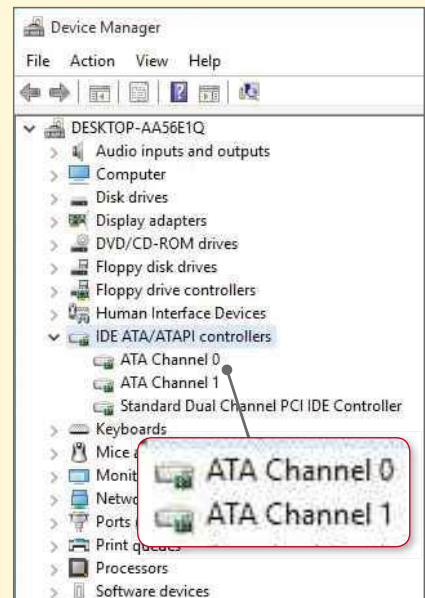 Device Manager
File Action View Help
DESKTOP-AA56E1Q
Audio inputs and outputs
Computer
Disk drives
Display adapters
DVD/CD-ROM drives
Floppy disk drives
Floppy drive controllers
Human Interface Devices
IDE ATA/ATAPI controllers
ATA Channel 0
ATA Channel 1
Standard Dual Channel PCI IDE Controller
Keyboards
Mice
Monit
Netwo
Ports
Print queues
Processors
Software devices
ATA Channel 0
ATA Channel 1